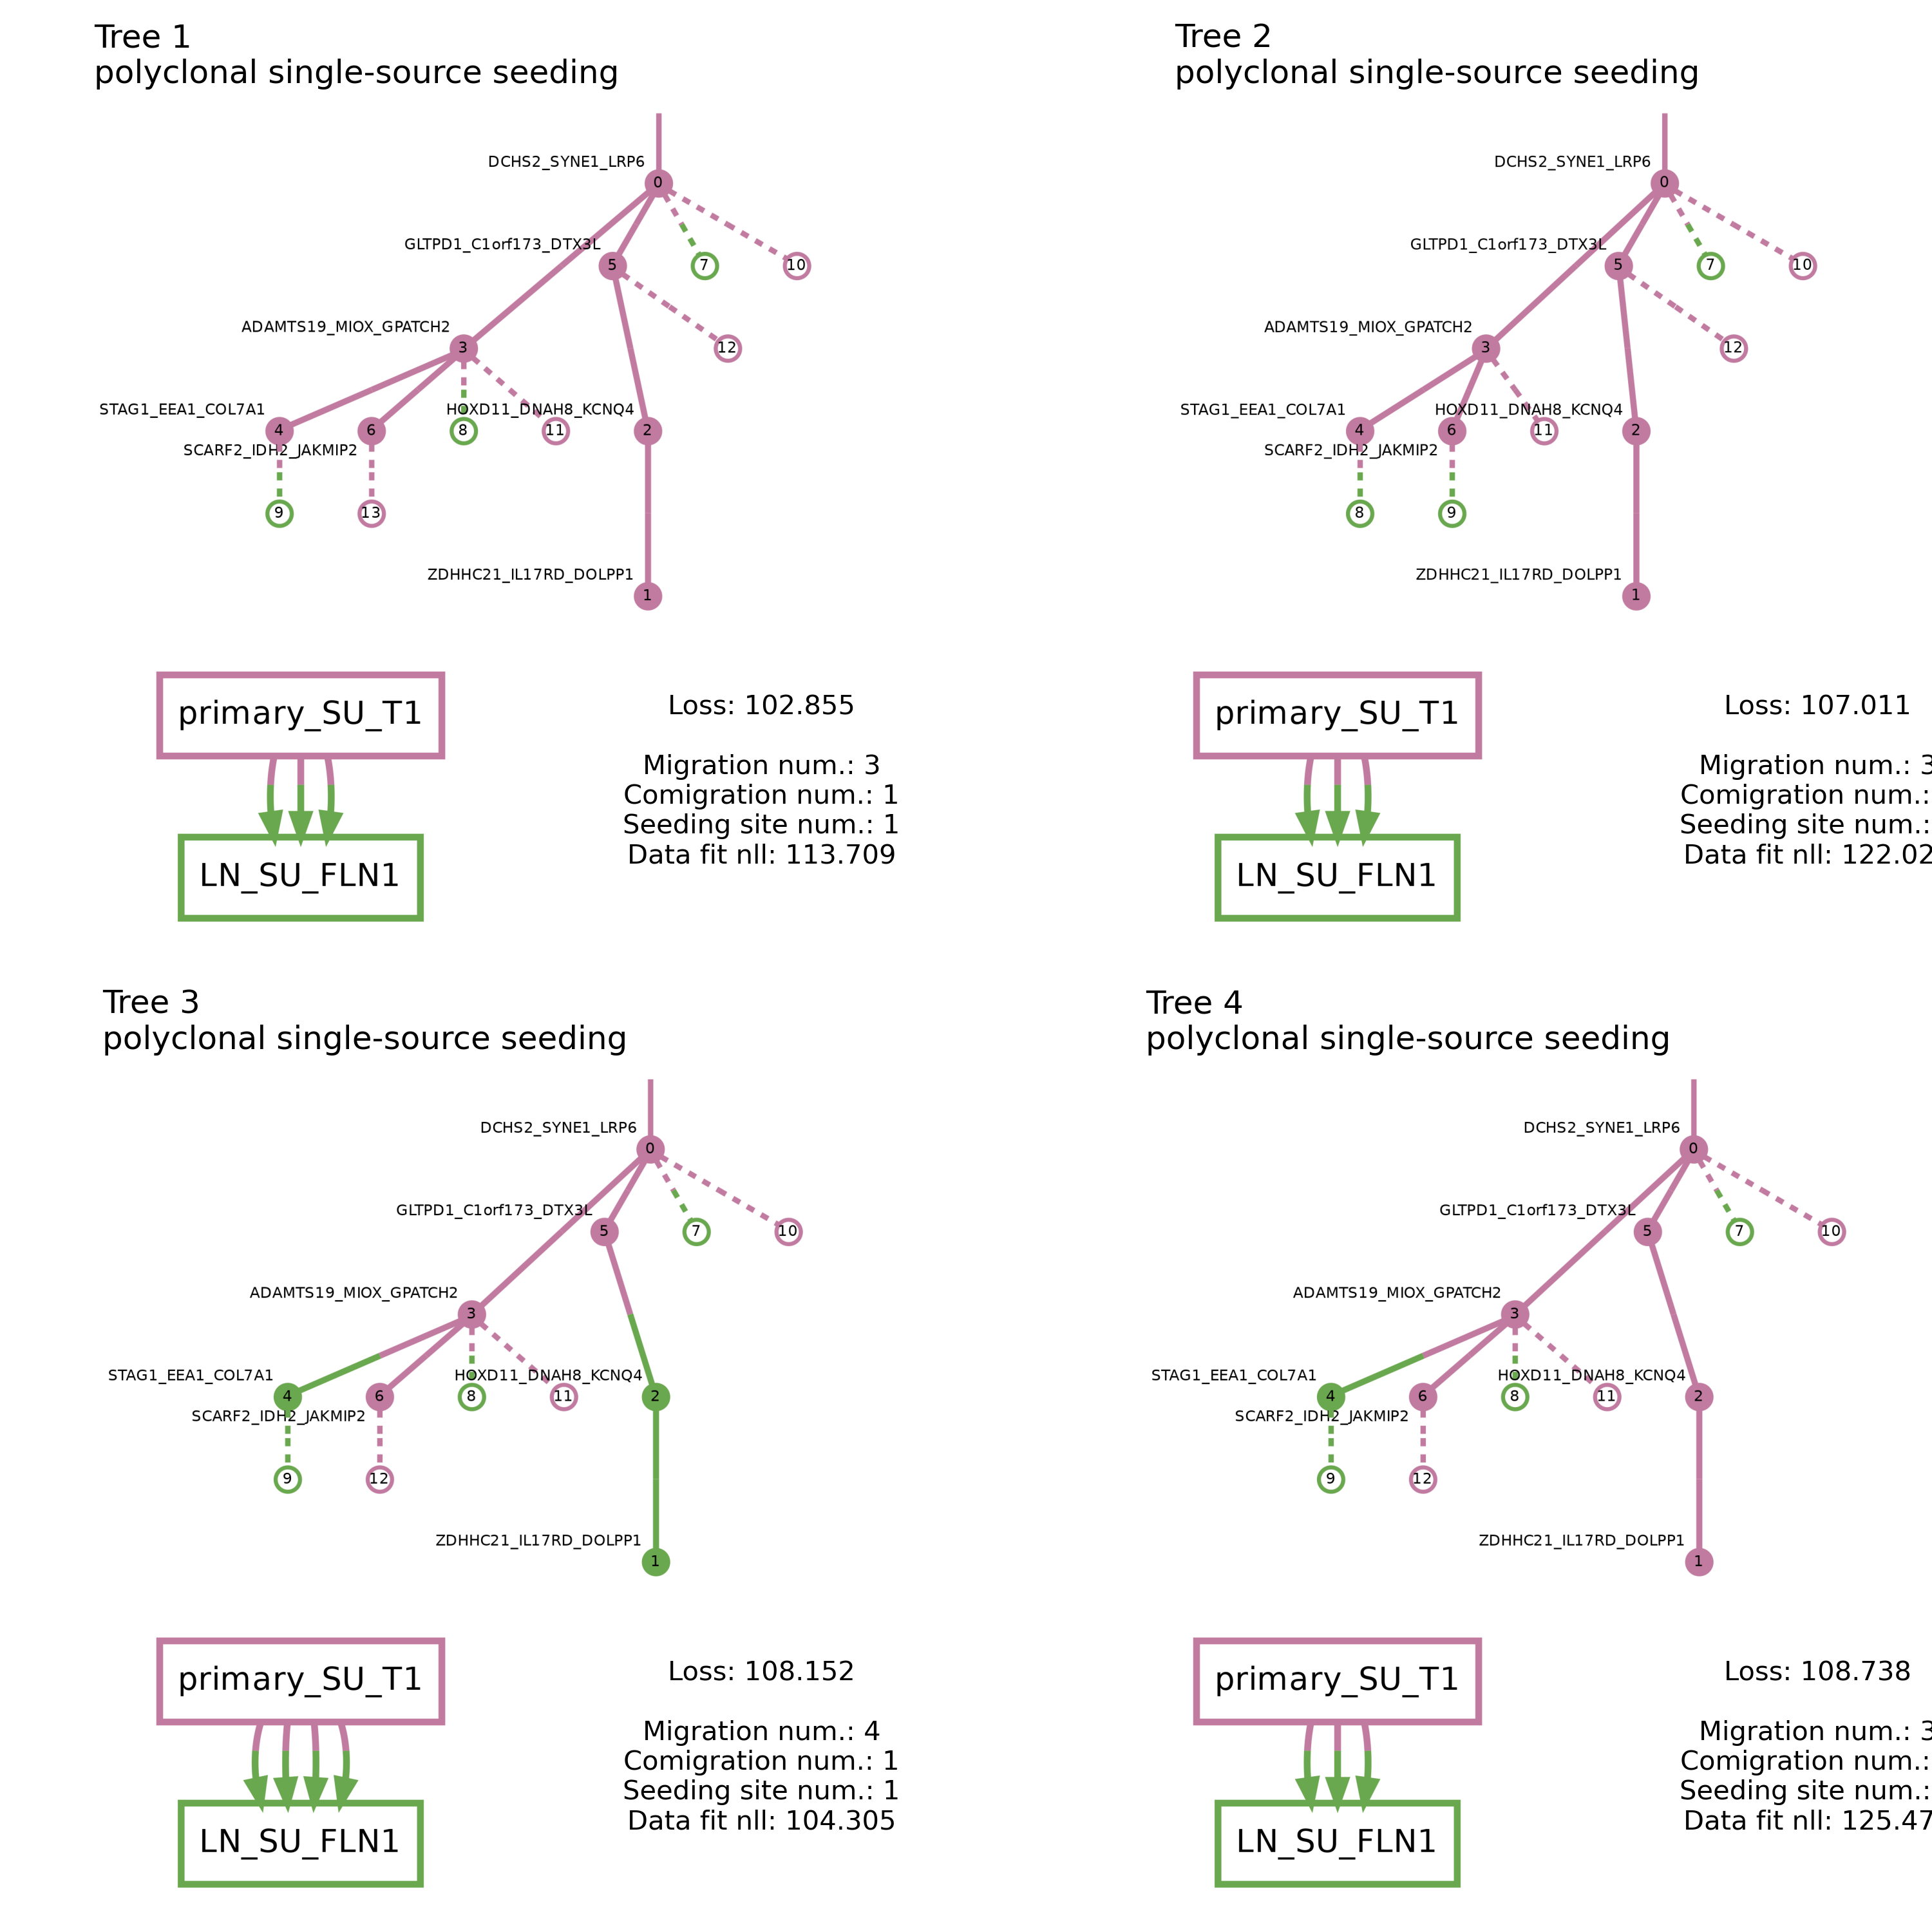 Tree 1
polyclonal single-source seeding
DCHS2_SYNE1_LRP6
0
GLTPD1_C1orf173_DTX3L
5
7
10
ADAMTS19_MIOX_GPATCH2
3
12
STAG1_EEA1_COL7A1
HOXD11_DNAH8_KCNQ4
4
6
8
11
2
SCARF2_IDH2_JAKMIP2
9
13
ZDHHC21_IL17RD_DOLPP1
1
primary_SU_T1
LN_SU_FLN1
Loss: 102.855
Migration num.: 3
Comigration num.: 1
Seeding site num.: 1
Data fit nll: 113.709
Tree 2
polyclonal single-source seeding
DCHS2_SYNE1_LRP6
0
GLTPD1_C1orf173_DTX3L
5
7
10
ADAMTS19_MIOX_GPATCH2
3
12
STAG1_EEA1_COL7A1
HOXD11_DNAH8_KCNQ4
4
6
11
2
SCARF2_IDH2_JAKMIP2
8
9
ZDHHC21_IL17RD_DOLPP1
1
primary_SU_T1
LN_SU_FLN1
Loss: 107.011
Migration num.: 3
Comigration num.:
Seeding site num.:
Data fit nll: 122.02
Tree 3
polyclonal single-source seeding
DCHS2_SYNE1_LRP6
0
GLTPD1_C1orf173_DTX3L
5
7
10
ADAMTS19_MIOX_GPATCH2
3
STAG1_EEA1_COL7A1
HOXD11_DNAH8_KCNQ4
4
6
8
11
2
SCARF2_IDH2_JAKMIP2
9
12
ZDHHC21_IL17RD_DOLPP1
1
primary_SU_T1
LN_SU_FLN1
Loss: 108.152
Migration num.: 4
Comigration num.: 1
Seeding site num.: 1
Data fit nll: 104.305
Tree 4
polyclonal single-source seeding
DCHS2_SYNE1_LRP6
0
GLTPD1_C1orf173_DTX3L
5
7
10
ADAMTS19_MIOX_GPATCH2
3
STAG1_EEA1_COL7A1
HOXD11_DNAH8_KCNQ4
4
6
8
11
2
SCARF2_IDH2_JAKMIP2
9
12
ZDHHC21_IL17RD_DOLPP1
1
primary_SU_T1
LN_SU_FLN1
Loss: 108.738
Migration num.: 3
Comigration num.:
Seeding site num.:
Data fit nll: 125.47